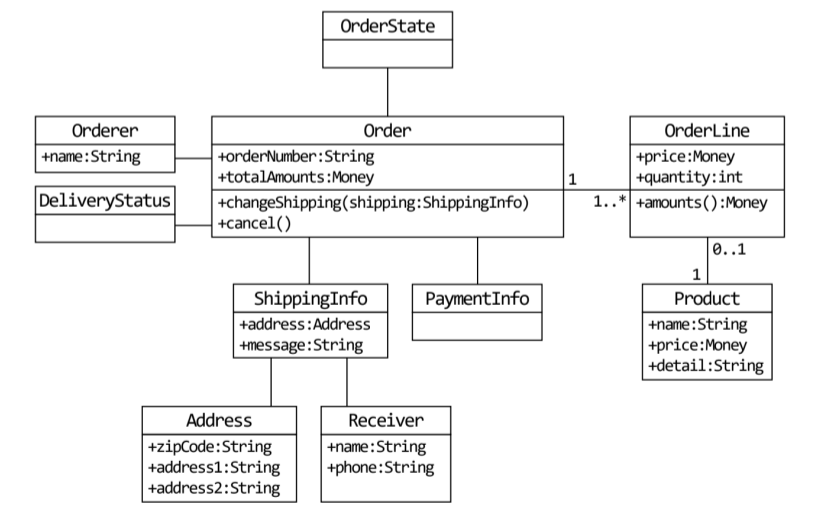 OrderState
Orderer
+name:String
DeliveryStatus
Order
+orderNumber:String
+totalAmounts:Money
+changeShipping(shipping:ShippingInfo)
+cancel()
1
1..*
OrderLine
+price:Money
+quantity:int
+amounts():Money
0..1
1
ShippingInfo
+address:Address
+message:String
PaymentInfo
Product
+name:String
+price:Money
+detail:String
Address
+zipCode:String
+address1:String
+address2:String
Receiver
+name:String
+phone:String